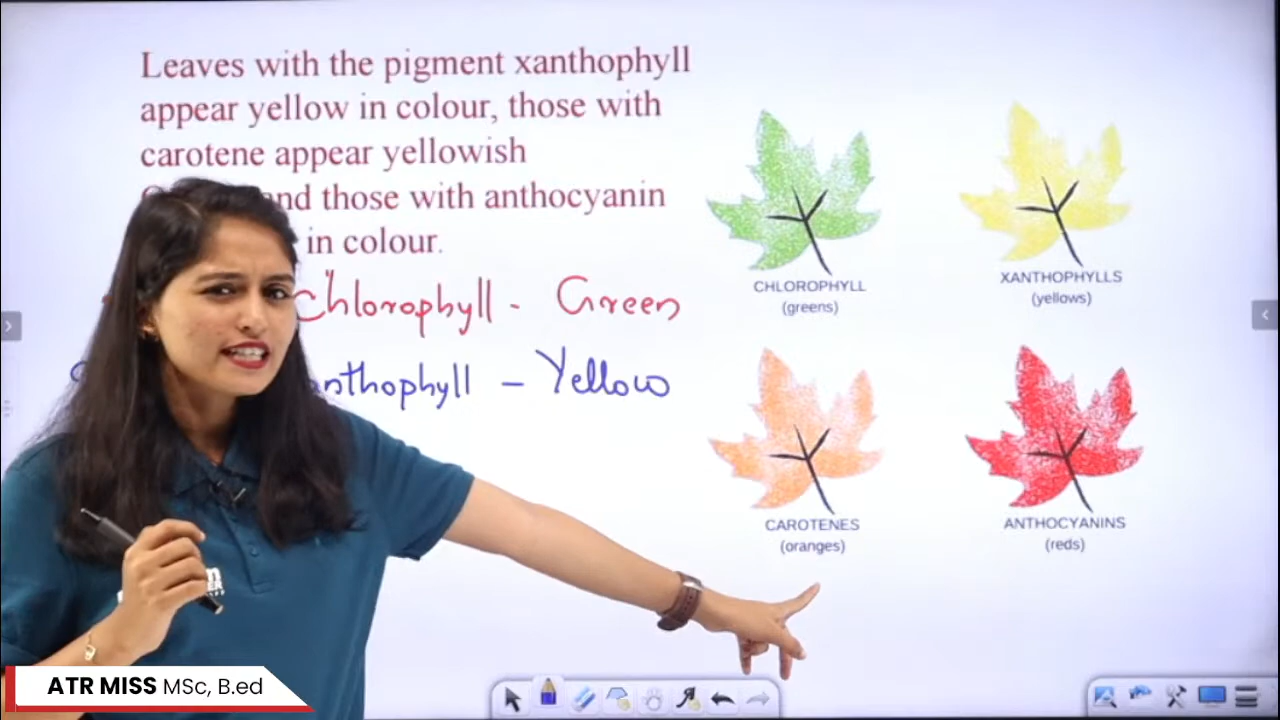 Leaves with the pigment xanthophyll
appear yellow in colour, those with
carotene appear yellowish
and those with anthocyanin
in colour.
Chlorophyll - Green
anthophyll - Yellow
CHLOROPHYLL
(greens)
XANTHOPHYLLS
(yellows)
CAROTENES
(oranges)
ANTHOCYANINS
(reds)
ATR MISS MSc, B.ed